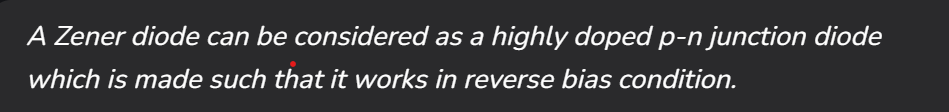 A Zener diode can be considered as a highly doped p-n junction diode
which is made such that it works in reverse bias condition.